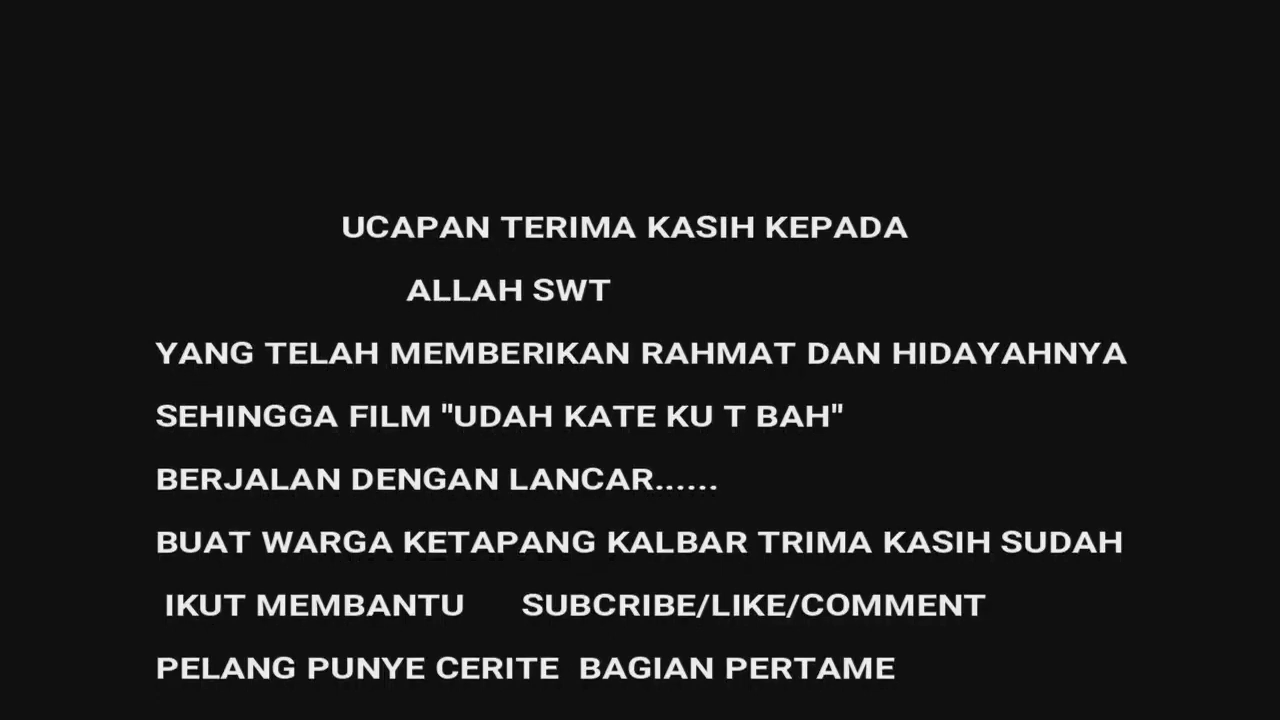 UCAPAN TERIMA KASIH KEPADA
ALLAH SWT
YANG TELAH MEMBERIKAN RAHMAT DAN HIDAYAHNYA
SEHINGGA FILM "UDAH KATE KU T BAH"
BERJALAN DENGAN LANCAR......
BUAT WARGA KETAPANG KALBAR TRIMA KASIH SUDAH
IKUT MEMBANTU SUBCRIBE/LIKE/COMMENT
PELANG PUNYE CERITE BAGIAN PERTAME